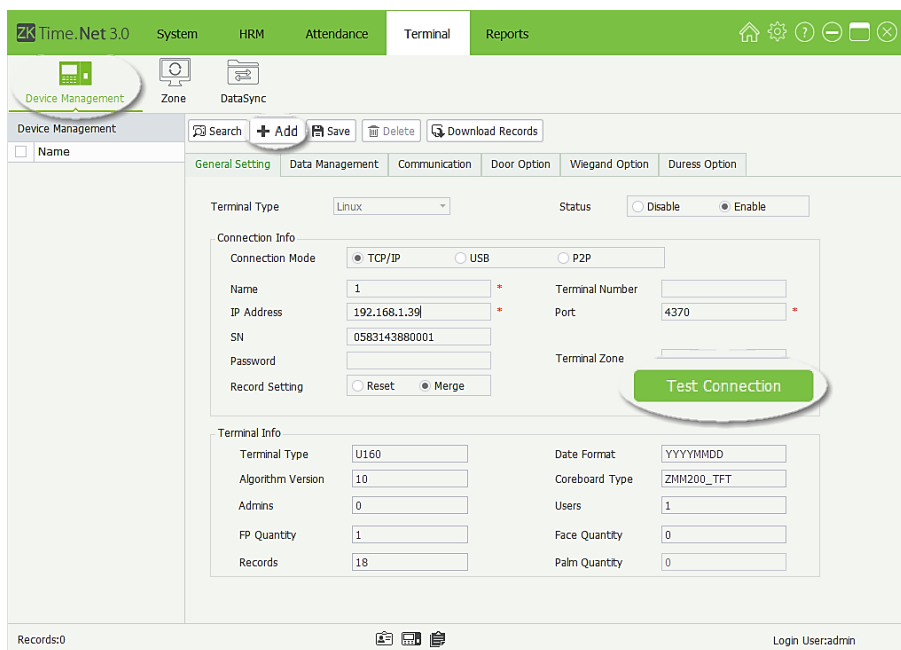 ZK Time.Net 3.0 System HRM Attendance Terminal Reports
Device Management Zone DataSync
Device Management Search Add Save Delete Download Records
Name
General Setting Data Management Communication Door Option Wiegand Option Duress Option
Terminal Type Linux Status Disable Enable
Connection Info
Connection Mode TCP/IP USB P2P
Name 1 * Terminal Number
IP Address 192.168.1.39 * Port 4370 *
SN 0583143880001
Password Terminal Zone
Record Setting Reset Merge Test Connection
Terminal Info
Terminal Type U160 Date Format YYYYMMDD
Algorithm Version 10 Coreboard Type ZMM200_TFT
Admins 0 Users 1
FP Quantity 1 Face Quantity 0
Records 18 Palm Quantity 0
Records:0 Login User:admin